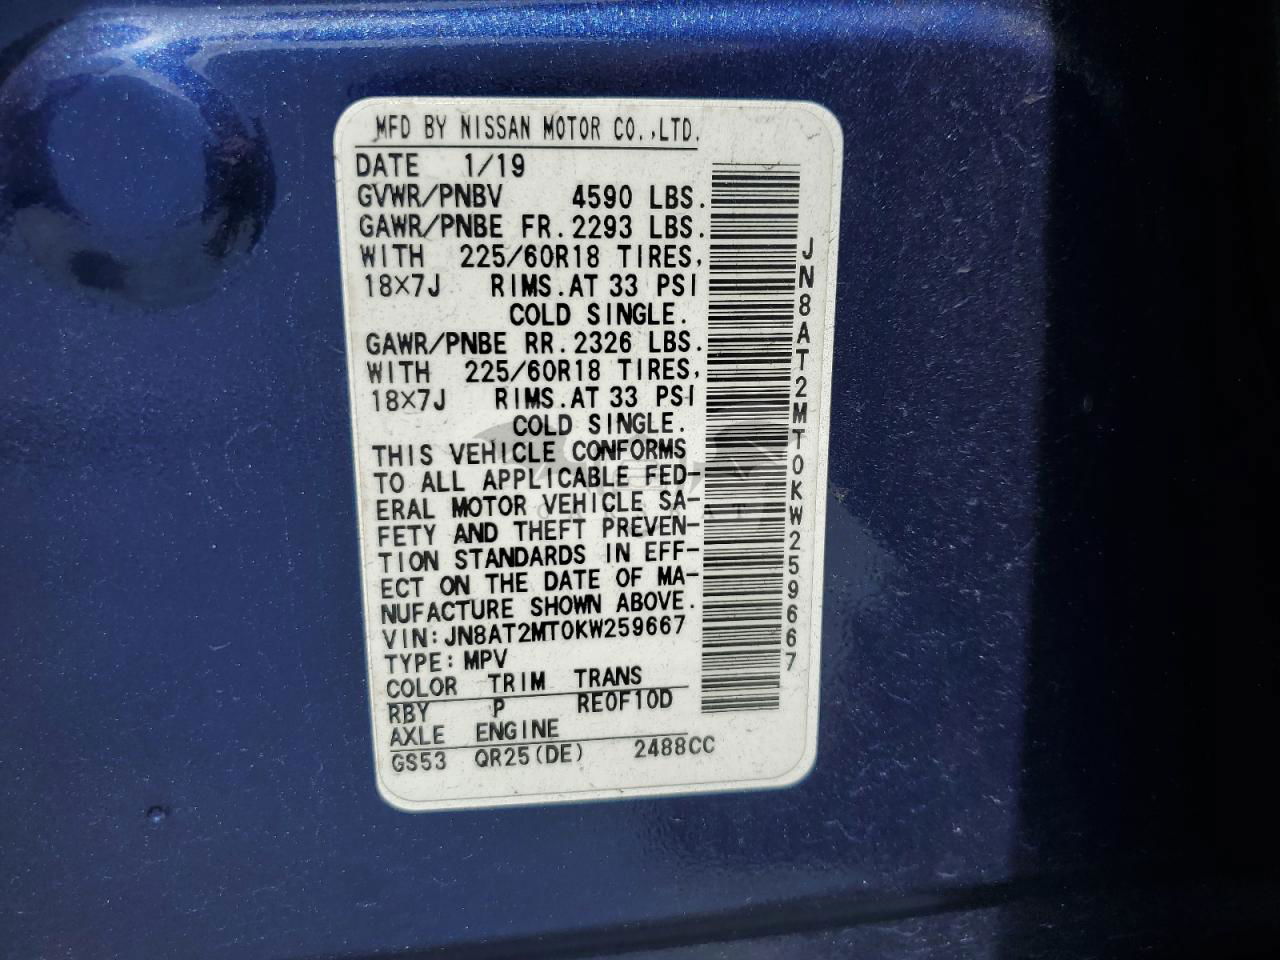 MFD BY NISSAN MOTOR CO.,LTD.
DATE 1/19
GVWR/PNBV 4590 LBS.
GAWR/PNBE FR.2293 LBS.
WITH 225/60R18 TIRES,
18×7J RIMS.AT 33 PSI
COLD SINGLE.
GAWR/PNBE RR.2326 LBS.
WITH 225/60R18 TIRES,
18×7J RIMS.AT 33 PSI
COLD SINGLE.
THIS VEHICLE CONFORMS
TO ALL APPLICABLE FED-
ERAL MOTOR VEHICLE SA-
FETY AND THEFT PREVEN-
TION STANDARDS IN EFF-
ECT ON THE DATE OF MA-
NUFACTURE SHOWN ABOVE.
VIN:JN8AT2MT0KW259667
TYPE:MPV
COLOR TRIM TRANS
RBY P RE0F10D
AXLE ENGINE
GS53 QR25(DE) 2488CC
JN8AT2MT0KW259667